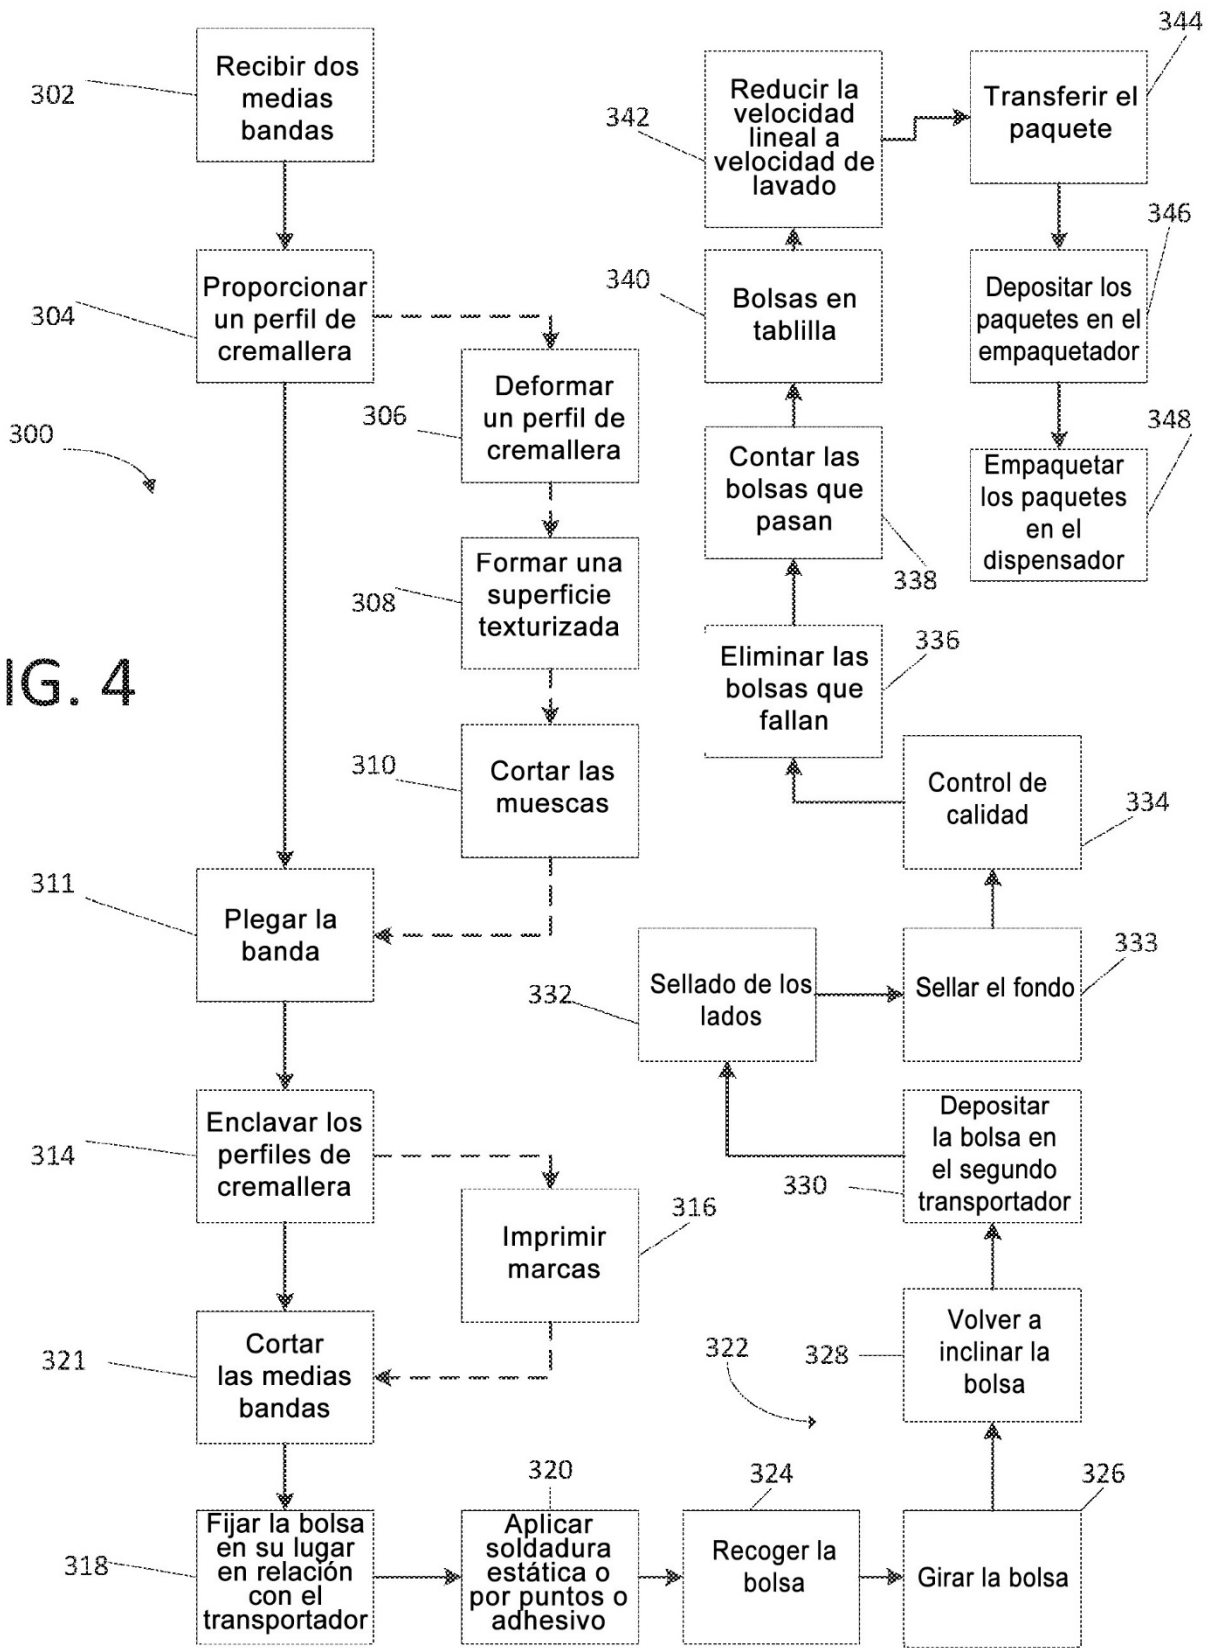 302
Recibir dos
medias
bandas
304
Proporcionar
un perfil de
cremallera
300
306
Deformar
un perfil de
cremallera
308
Formar una
superficie
texturizada
IG. 4
310
Cortar las
muescas
311
Plegar la
banda
314
Enclavar los
perfiles de
cremallera
316
Imprimir
marcas
321
Cortar
las medias
bandas
318
Fijar la bolsa
en su lugar
en relación
con el
transportador
320
Aplicar
soldadura
estática o
por puntos o
adhesivo
322
324
Recoger la
bolsa
326
Girar la bolsa
328
Volver a
inclinar la
bolsa
330
Depositar
la bolsa en
el segundo
transportador
332
Sellado de los
lados
333
Sellar el fondo
334
Control de
calidad
336
Eliminar las
bolsas que
fallan
338
Contar las
bolsas que
pasan
340
Bolsas en
tablilla
342
Reducir la
velocidad
lineal a
velocidad de
lavado
344
Transferir el
paquete
346
Depositar los
paquetes en el
empaquetador
348
Empaquetar
los paquetes
en el
dispensador